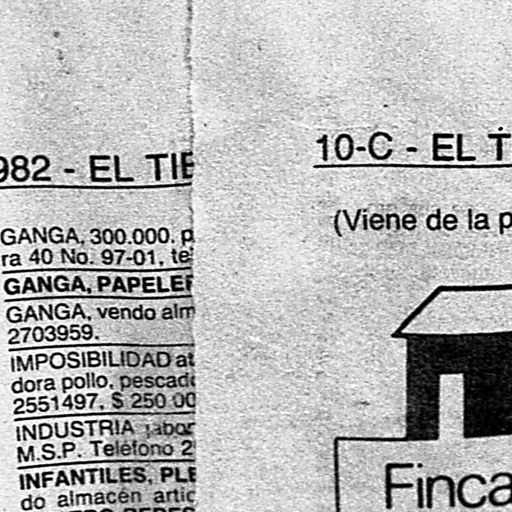 982 - EL TIE
GANGA, 300.000. p
ra 40 No. 97-01, te
GANGA, PAPELER
GANGA, vendo alm
2703959.
IMPOSIBILIDAD at
dora pollo, pescado
2551497, $ 250.00
INDUSTRIA labor
M.S.P. Teléfono 2
INFANTILES, PLE
do almacén artic
10-C - EL T
(Viene de la p
Finca